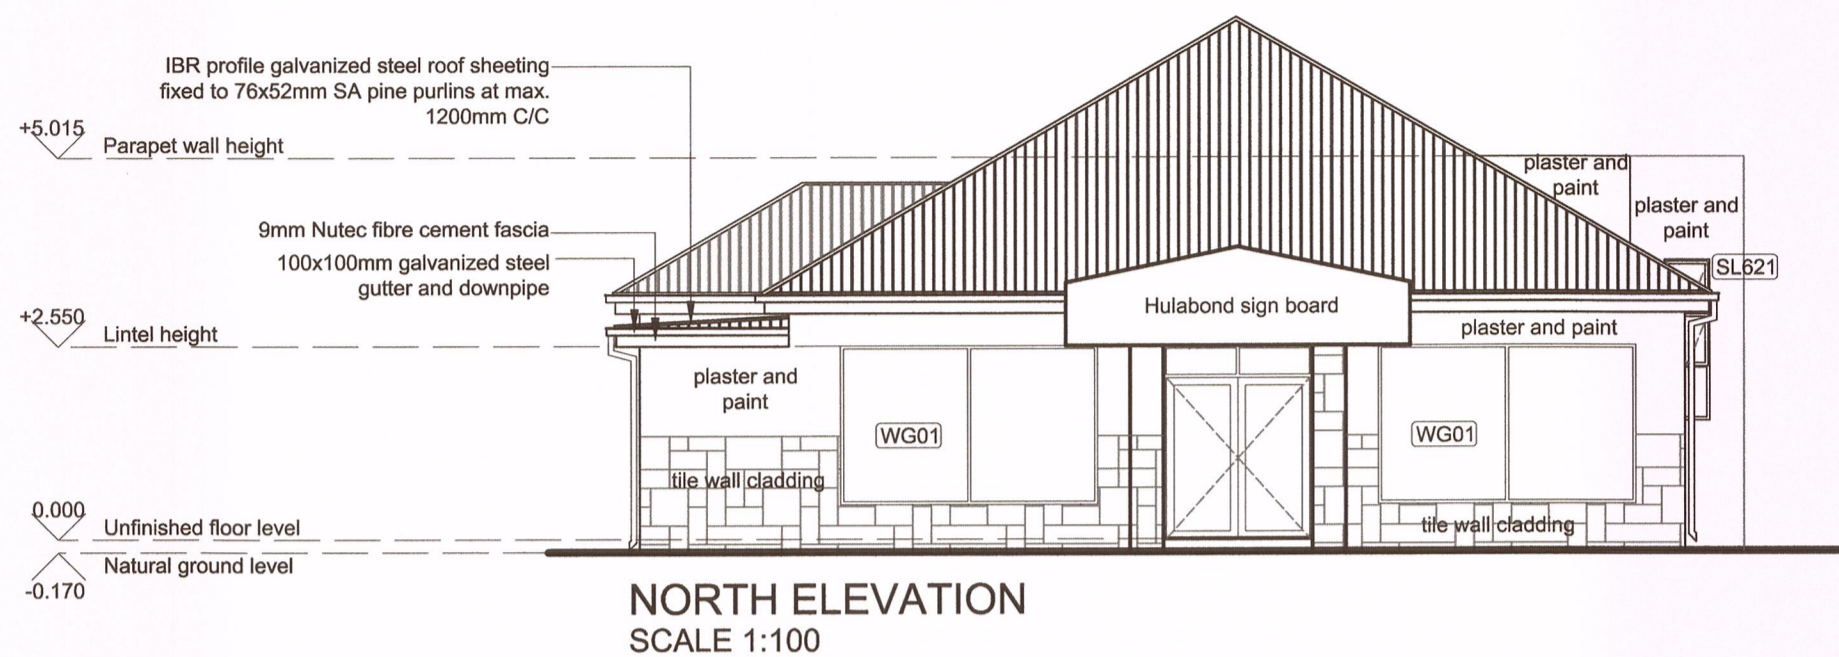 IBR profile galvanized steel roof sheeting
fixed to 76x52mm SA pine purlins at max.
1200mm C/C
+5.015
Parapet wall height
plaster and
paint
plaster and
paint
9mm Nutec fibre cement fascia
100x100mm galvanized steel
gutter and downpipe
SL621
Hulabond sign board
+2.550
Lintel height
plaster and paint
plaster and
paint
WG01
WG01
tile wall cladding
tile wall cladding
0.000
Unfinished floor level
Natural ground level
-0.170
NORTH ELEVATION
SCALE 1:100